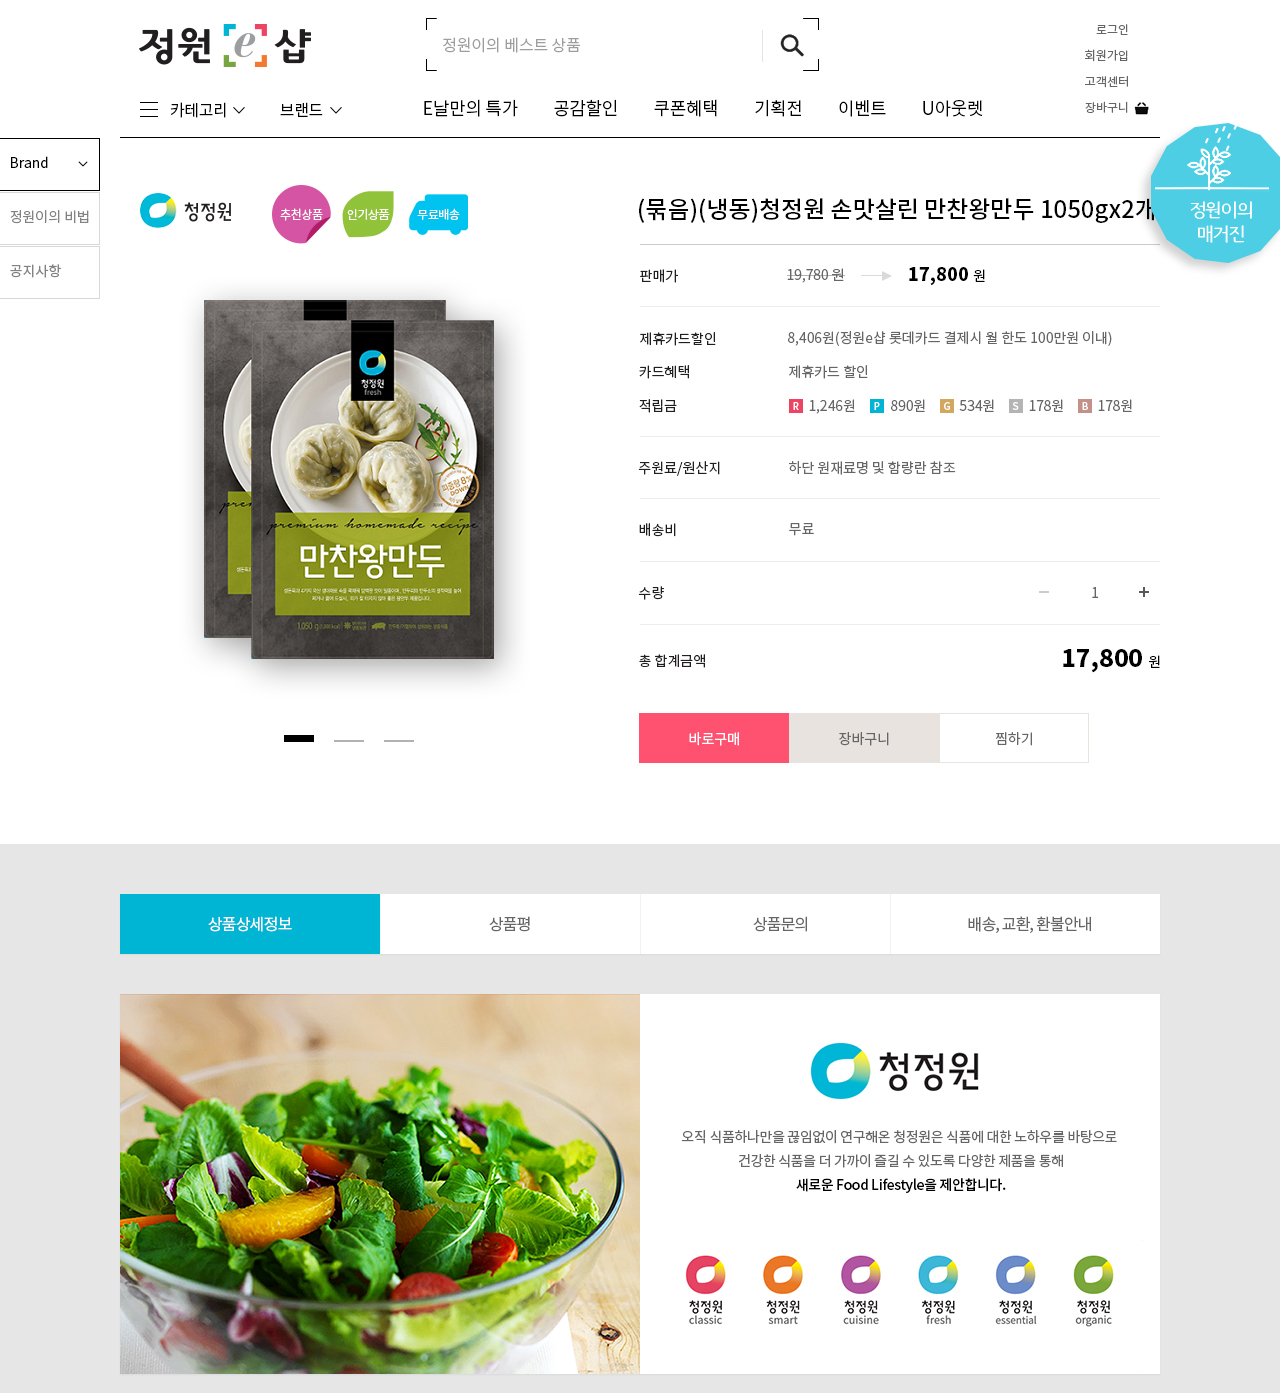 정원 e 샵
정원이의 베스트 상품
로그인
회원가입
고객센터
장바구니
카테고리
브랜드
E날만의 특가
공감할인
쿠폰혜택
기획전
이벤트
U아웃렛
Brand
정원이의 비법
공지사항
정원이의
매거진
청정원
추천상품
인기상품
무료배송
(묶음)(냉동)청정원 손맛살린 만찬왕만두 1050gx2개
판매가
19,780 원
17,800 원
제휴카드할인
8,406원(정원e샵 롯데카드 결제시 월 한도 100만원 이내)
카드혜택
제휴카드 할인
적립금
R 1,246원
P 890원
G 534원
S 178원
B 178원
주원료/원산지
하단 원재료명 및 함량란 참조
배송비
무료
수량
1
총 합계금액
17,800 원
청정원
fresh
DOWN
premium homemade recipe
만찬왕만두
1,050 g
바로구매
장바구니
찜하기
상품상세정보
상품평
상품문의
배송, 교환, 환불안내
청정원
오직 식품하나만을 끊임없이 연구해온 청정원은 식품에 대한 노하우를 바탕으로
건강한 식품을 더 가까이 즐길 수 있도록 다양한 제품을 통해
새로운 Food Lifestyle을 제안합니다.
청정원
classic
청정원
smart
청정원
cuisine
청정원
fresh
청정원
essential
청정원
organic